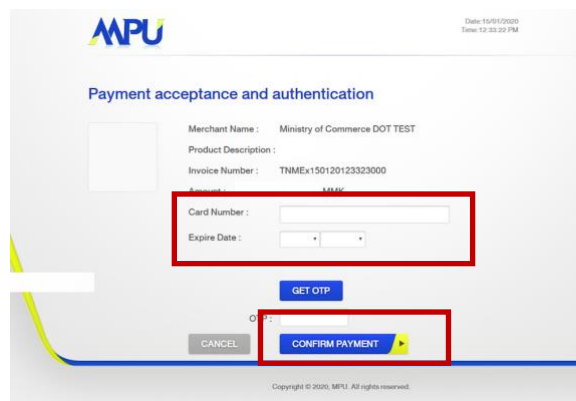 MPU
Date:15/01/2020
Time:12:33:22 PM
Payment acceptance and authentication
Merchant Name : Ministry of Commerce DOT TEST
Product Description :
Invoice Number : TNMEx150120123323000
Amount : MMK
Card Number :
Expire Date :
GET OTP
OTP :
CANCEL CONFIRM PAYMENT
Copyright © 2020, MPU. All rights reserved.